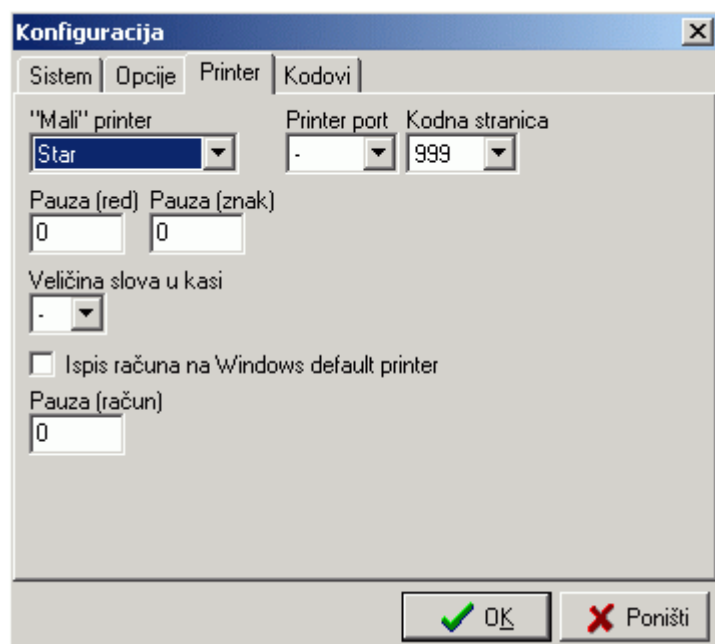 Konfiguracija
Sistem Opcije Printer Kodovi
"Mali" printer Printer port Kodna stranica
Star - 999
Pauza (red) Pauza (znak)
0 0
Veličina slova u kasi
-
Ispis računa na Windows default printer
Pauza (račun)
0
OK Poništi